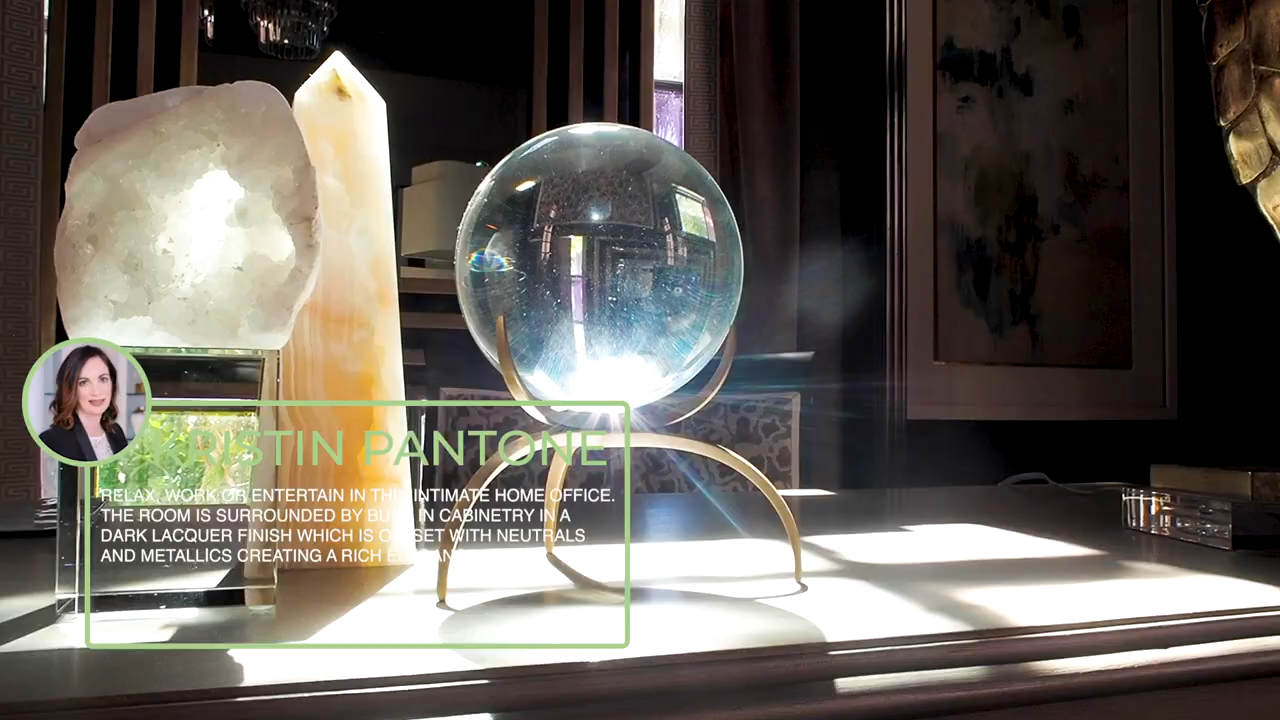 KRISTIN PANTONE
RELAX, WORK OR ENTERTAIN IN THIS INTIMATE HOME OFFICE.
THE ROOM IS SURROUNDED BY BUILT IN CABINETRY IN A
DARK LACQUER FINISH WHICH IS OFFSET WITH NEUTRALS
AND METALLICS CREATING A RICH